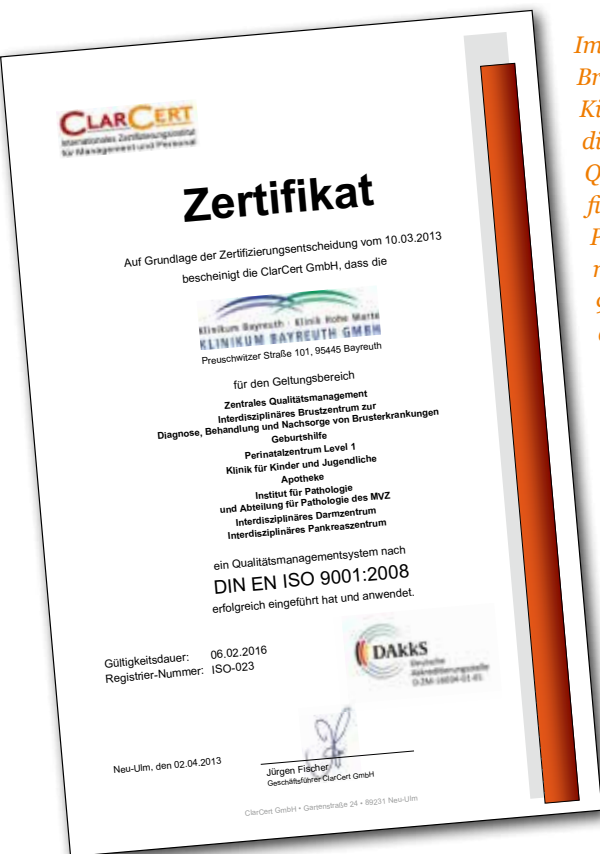 CLARCERT
Internationales Zertifizierungsinstitut
für Management und Personal
Zertifikat
Auf Grundlage der Zertifizierungsentscheidung vom 10.03.2013
bescheinigt die ClarCert GmbH, dass die
Klinikum Bayreuth · Klinik Hohe Warte
KLINIKUM BAYREUTH GMBH
Preuschwitzer Straße 101, 95445 Bayreuth
für den Geltungsbereich
Zentrales Qualitätsmanagement
Interdisziplinäres Brustzentrum zur
Diagnose, Behandlung und Nachsorge von Brusterkrankungen
Geburtshilfe
Perinatalzentrum Level 1
Klinik für Kinder und Jugendliche
Apotheke
Institut für Pathologie
und Abteilung für Pathologie des MVZ
Interdisziplinäres Darmzentrum
Interdisziplinäres Pankreaszentrum
ein Qualitätsmanagementsystem nach
DIN EN ISO 9001:2008
erfolgreich eingeführt hat und anwendet.
Gültigkeitsdauer: 06.02.2016
Registrier-Nummer: ISO-023
DAkkS
Deutsche
Akkreditierungsstelle
Neu-Ulm, den 02.04.2013
Jürgen Fischer
Geschäftsführer ClarCert GmbH
ClarCert GmbH • Gartenstraße 24 • 89231 Neu-Ulm
Im